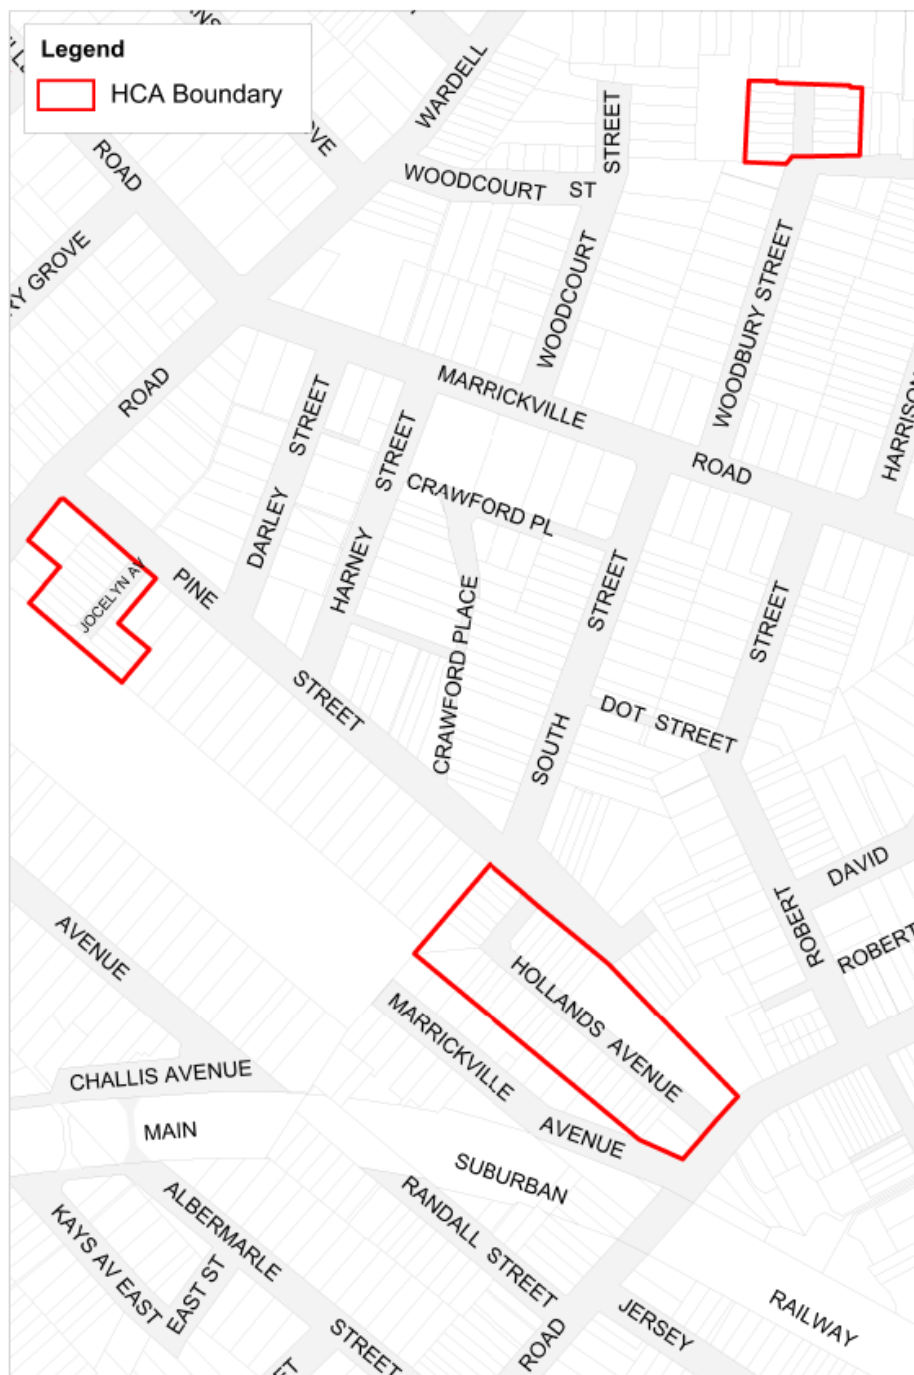 Legend
HCA Boundary
WARDELL
ROAD
WOODCOURT ST
STREET
WOODCOURT
WOODBURY STREET
ROAD
MARRICKVILLE
ROAD
STREET
DARLEY
STREET
HARNEY
CRAWFORD PL
CRAWFORD PLACE
STREET
SOUTH
STREET
DOT STREET
JOCELYN AV
PINE
STREET
DAVID
ROBERT
ROBERT
HOLLANDS AVENUE
AVENUE
MARRICKVILLE
AVENUE
CHALLIS AVENUE
MAIN
SUBURBAN
RAILWAY
ALBERMARLE
STREET
KAYS AV EAST
EAST ST
RANDALL STREET
JERSEY
ROAD